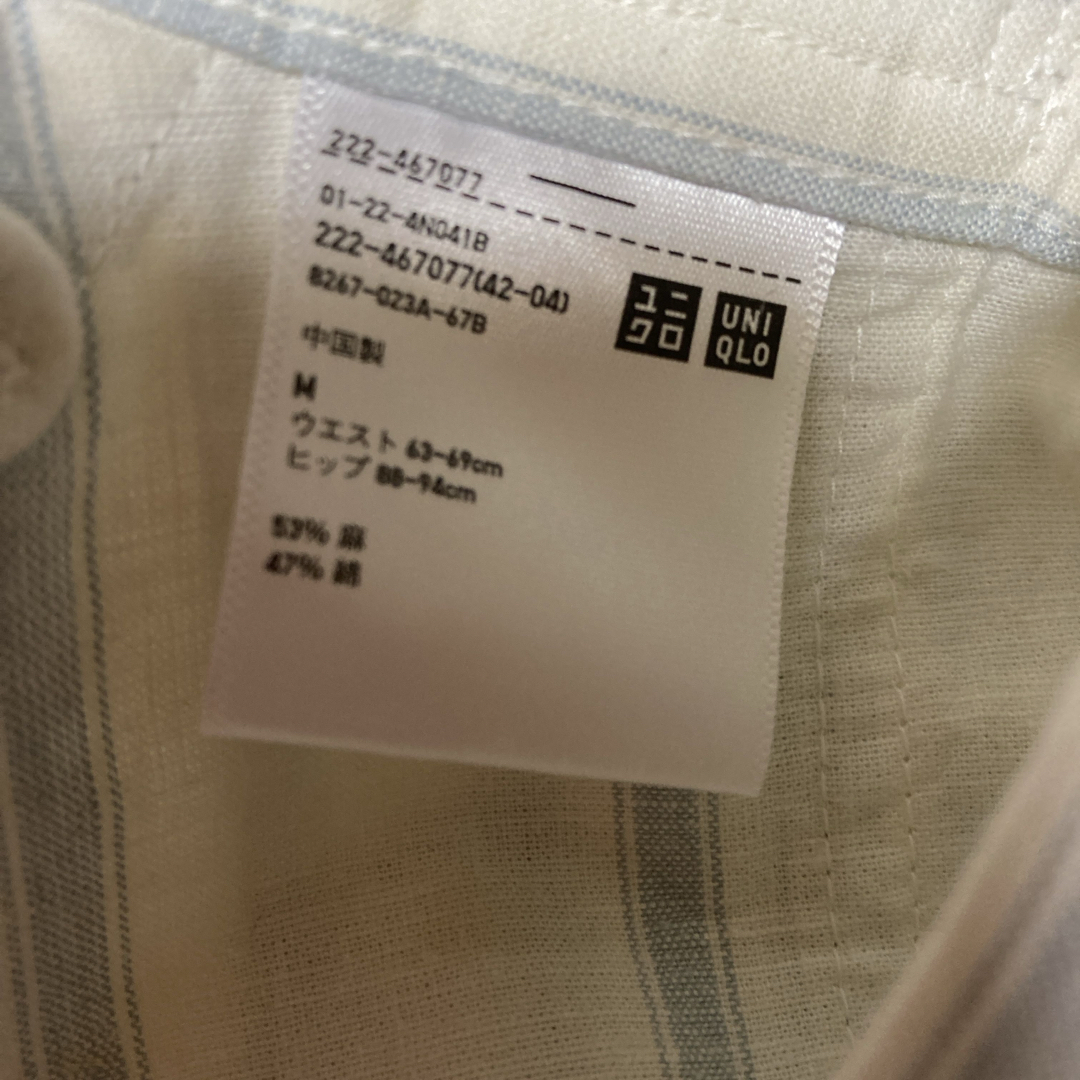 222-467077
01-22-4N041B
222-467077(42-04)
8267-023A-67B
中国製
M
ウエスト 63-69cm
ヒップ 88-94cm
53% 麻
47% 綿
ユニ
クロ
UNI
QLO